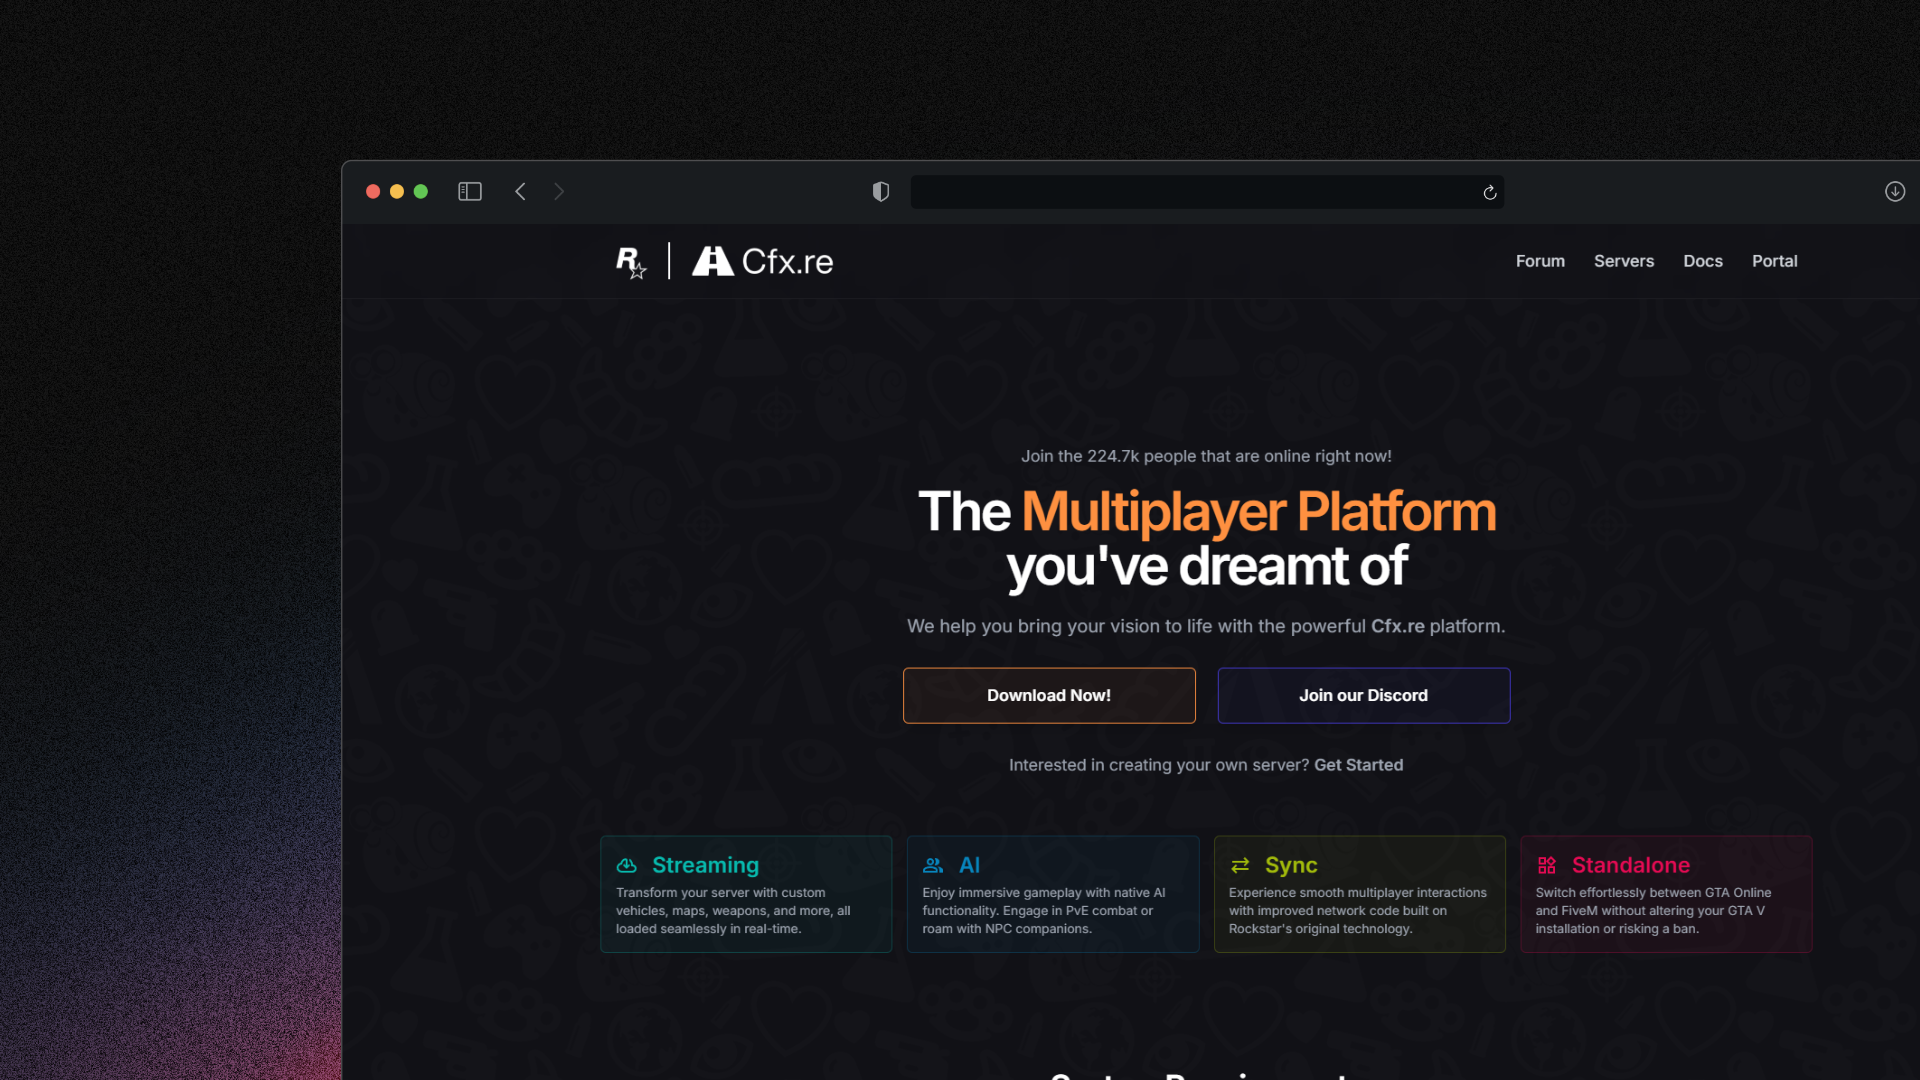 R
Cfx.re
Forum
Servers
Docs
Portal
Join the 224.7k people that are online right now!
The Multiplayer Platform
you've dreamt of
We help you bring your vision to life with the powerful Cfx.re platform.
Download Now!
Join our Discord
Interested in creating your own server? Get Started
Streaming
Transform your server with custom
vehicles, maps, weapons, and more, all
loaded seamlessly in real-time.
AI
Enjoy immersive gameplay with native AI
functionality. Engage in PvE combat or
roam with NPC companions.
Sync
Experience smooth multiplayer interactions
with improved network code built on
Rockstar's original technology.
Standalone
Switch effortlessly between GTA Online
and FiveM without altering your GTA V
installation or risking a ban.